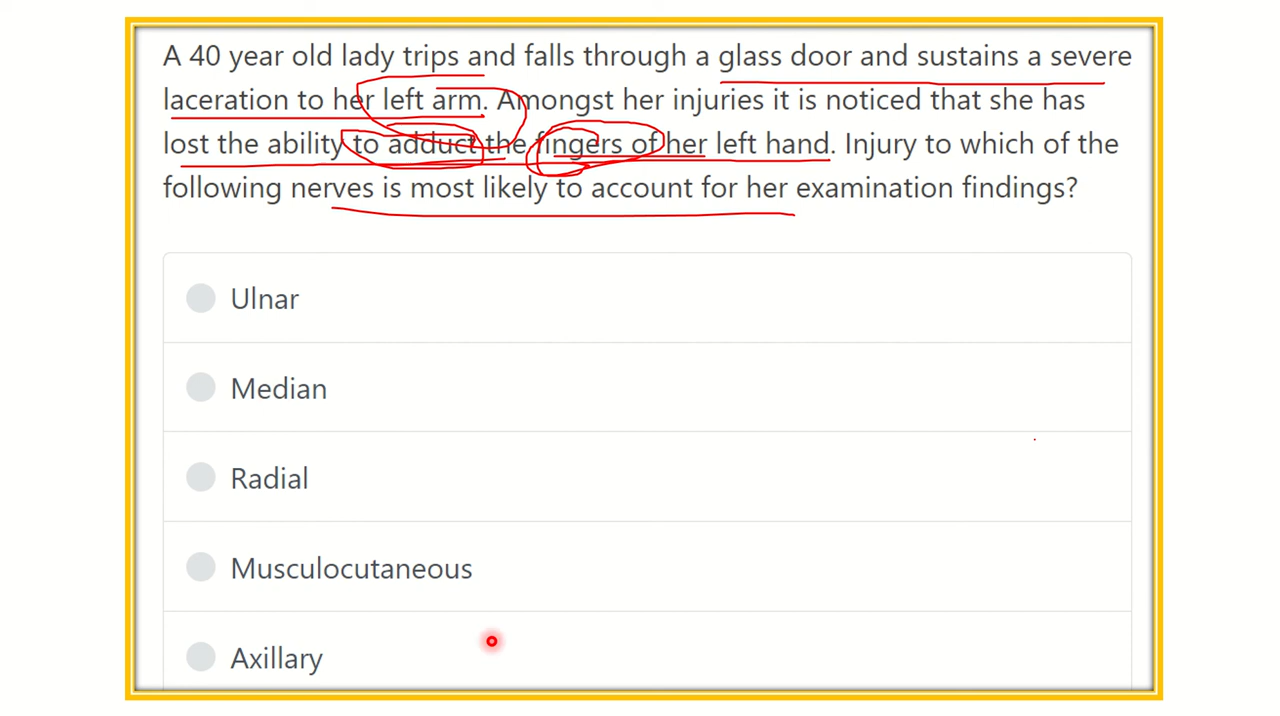 A 40 year old lady trips and falls through a glass door and sustains a severe
laceration to her left arm. Amongst her injuries it is noticed that she has
lost the ability to adduct the fingers of her left hand. Injury to which of the
following nerves is most likely to account for her examination findings?
Ulnar
Median
Radial
Musculocutaneous
Axillary